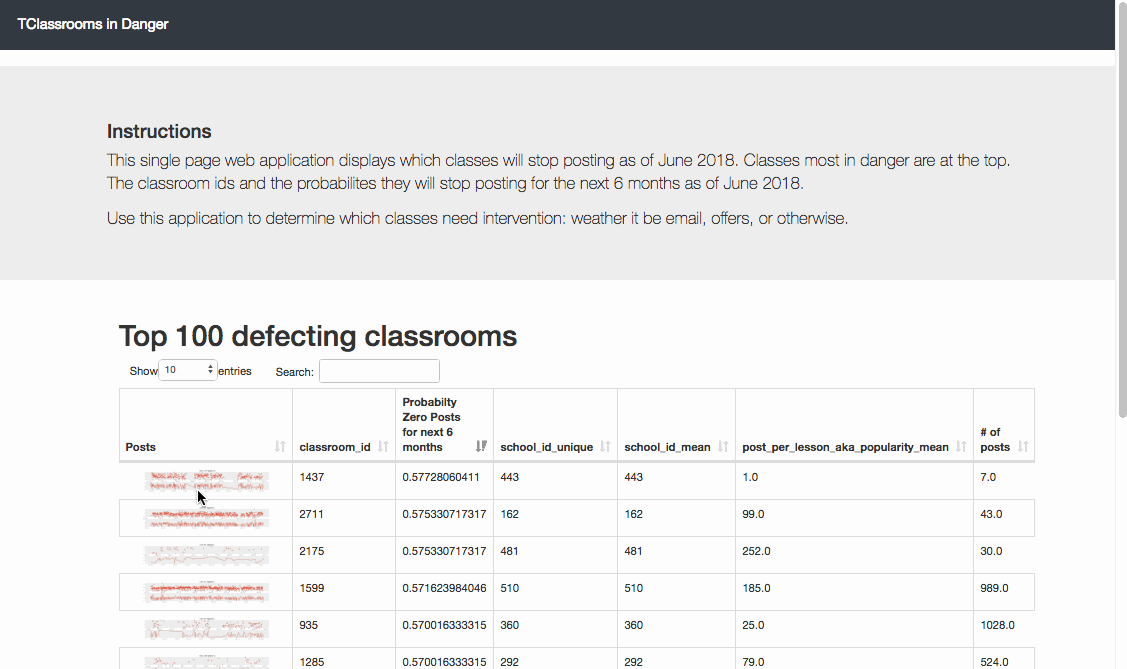 TClassrooms in Danger
Instructions
This single page web application displays which classes will stop posting as of June 2018. Classes most in danger are at the top.
The classroom ids and the probabilites they will stop posting for the next 6 months as of June 2018.
Use this application to determine which classes need intervention: weather it be email, offers, or otherwise.
Top 100 defecting classrooms
Show 10 entries Search:
Posts classroom_id Probabilty Zero Posts for next 6 months school_id_unique school_id_mean post_per_lesson_aka_popularity_mean # of posts
1437 0.57728060411 443 443 1.0 7.0
2711 0.575330717317 162 162 99.0 43.0
2175 0.575330717317 481 481 252.0 30.0
1599 0.571623984046 510 510 185.0 989.0
935 0.570016333315 360 360 25.0 1028.0
1285 0.570016333315 292 292 79.0 524.0